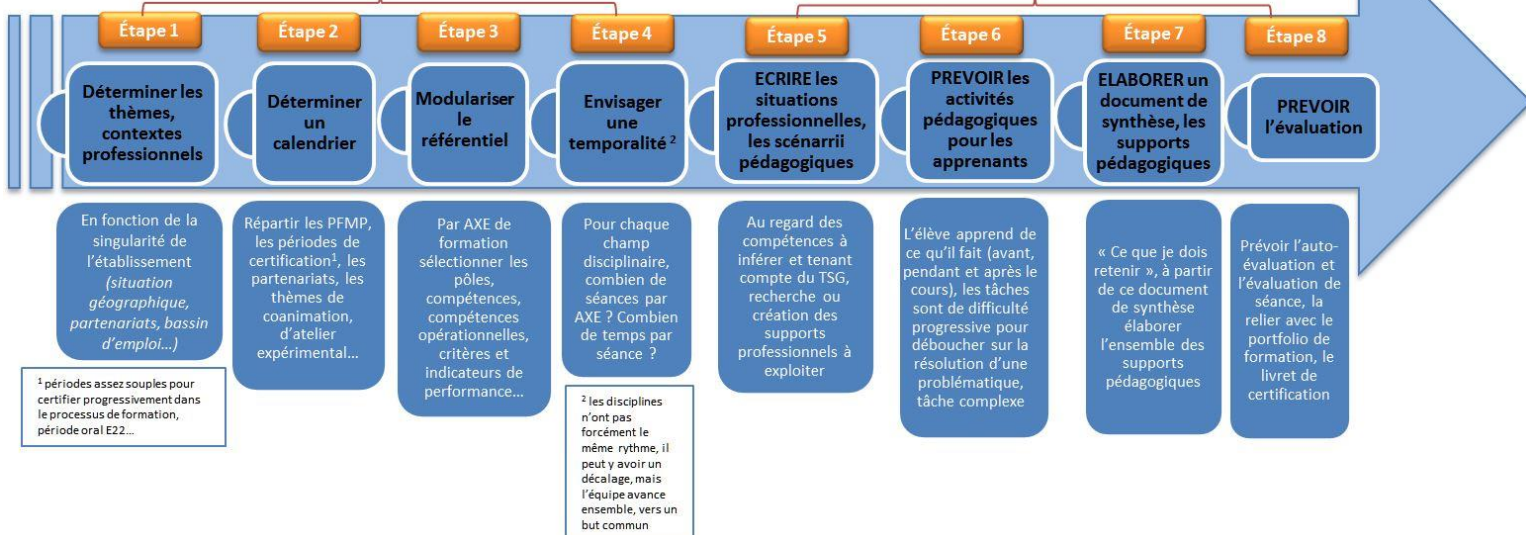 Étape 1
Étape 2
Étape 3
Étape 4
Étape 5
Étape 6
Étape 7
Étape 8
Déterminer les
thèmes,
contextes
professionnels
Déterminer
un
calendrier
Modulariser
le
référentiel
Envisager
une
temporalité ²
ECRIRE les
situations
professionnelles,
les scénarrii
pédagogiques
PREVOIR les
activités
pédagogiques
pour les
apprenants
ELABORER un
document de
synthèse, les
supports
pédagogiques
PREVOIR
l'évaluation
En fonction de la
singularité de
l'établissement
(situation
géographique,
partenariats, bassin
d'emploi…)
Répartir les PFMP,
les périodes de
certification¹, les
partenariats, les
thèmes de
coanimation,
d'atelier
expérimental…
Par AXE de
formation
sélectionner les
pôles,
compétences,
compétences
opérationnelles,
critères et
indicateurs de
performance…
Pour chaque
champ
disciplinaire,
combien de
séances par
AXE ? Combien
de temps par
séance ?
Au regard des
compétences à
inférer et tenant
compte du TSG,
recherche ou
création des
supports
professionnels à
exploiter
L'élève apprend de
ce qu'il fait (avant,
pendant et après le
cours), les tâches
sont de difficulté
progressive pour
déboucher sur la
résolution d'une
problématique,
tâche complexe
« Ce que je dois
retenir », à partir
de ce document
de synthèse
élaborer
l'ensemble des
supports
pédagogiques
Prévoir l'auto-
évaluation et
l'évaluation de
séance, la
relier avec le
portfolio de
formation, le
livret de
certification
¹ périodes assez souples pour
certifier progressivement dans
le processus de formation,
période oral E22…
² les disciplines
n'ont pas
forcément le
même rythme, il
peut y avoir un
décalage, mais
l'équipe avance
ensemble, vers un
but commun